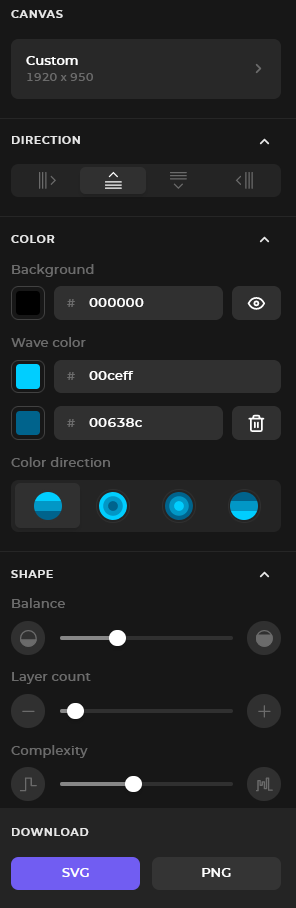 CANVAS
Custom
1920 x 950
DIRECTION
COLOR
Background
# 000000
Wave color
# 00ceff
# 00638c
Color direction
SHAPE
Balance
Layer count
Complexity
DOWNLOAD
SVG PNG